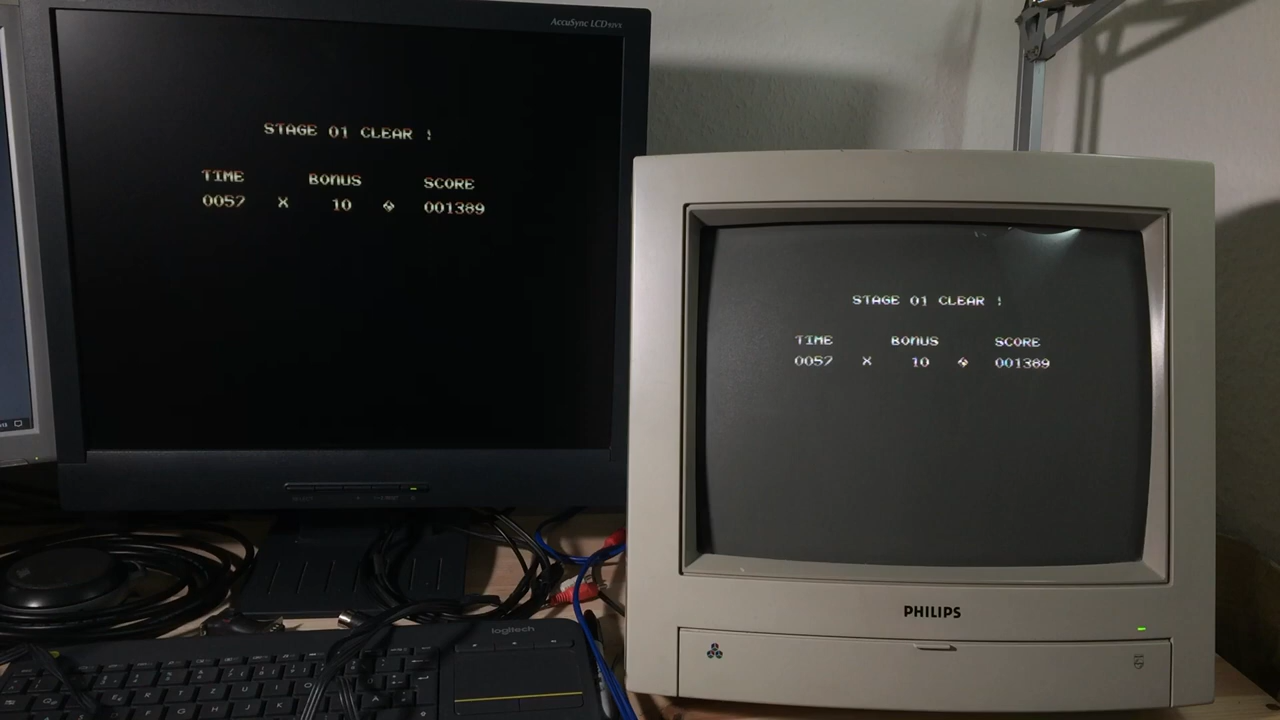 AccuSync LCD92VX
STAGE 01 CLEAR !
TIME BONUS SCORE
0057 X 10 001389
STAGE 01 CLEAR !
TIME BONUS SCORE
0057 X 10 001389
PHILIPS
logitech